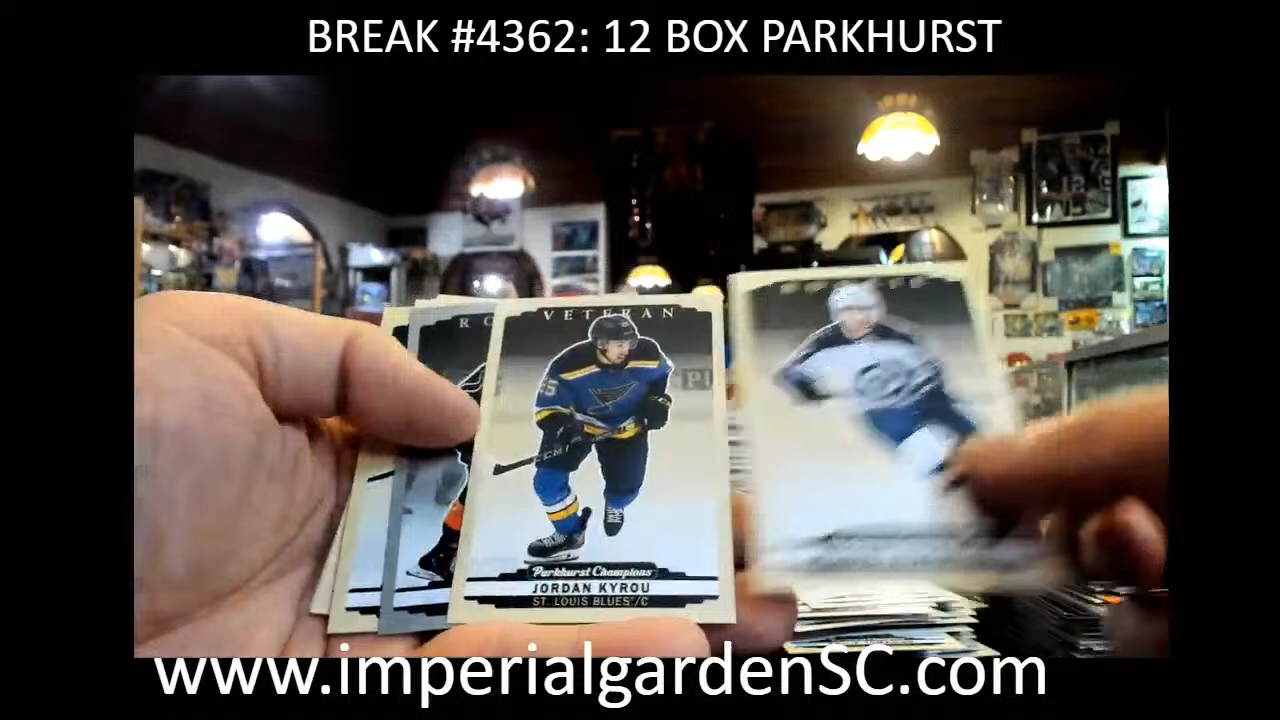 BREAK #4362: 12 BOX PARKHURST
VETERAN
Parkhurst Champions
JORDAN KYROU
ST. LOUIS BLUES / C
www.imperialgardenSC.com